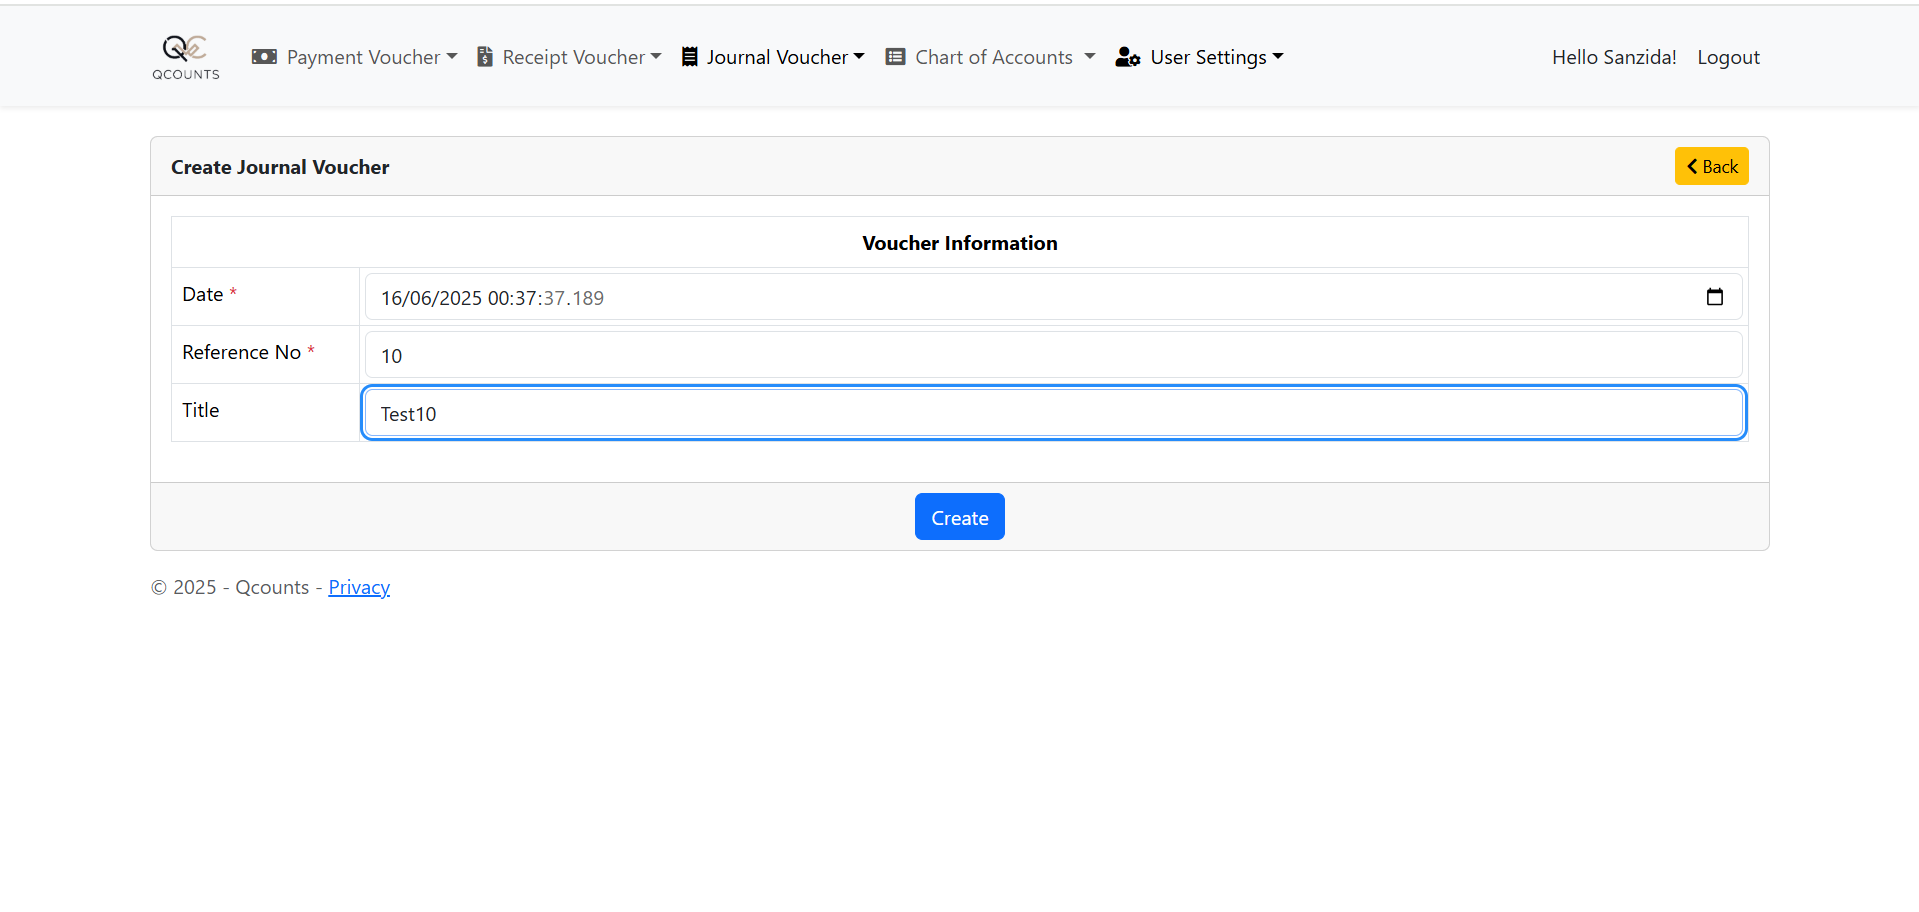 QCOUNTS
Payment Voucher Receipt Voucher Journal Voucher Chart of Accounts User Settings Hello Sanzida! Logout
Create Journal Voucher Back
Voucher Information
Date * 16/06/2025 00:37:37.189
Reference No * 10
Title Test10
Create
© 2025 - Qcounts - Privacy